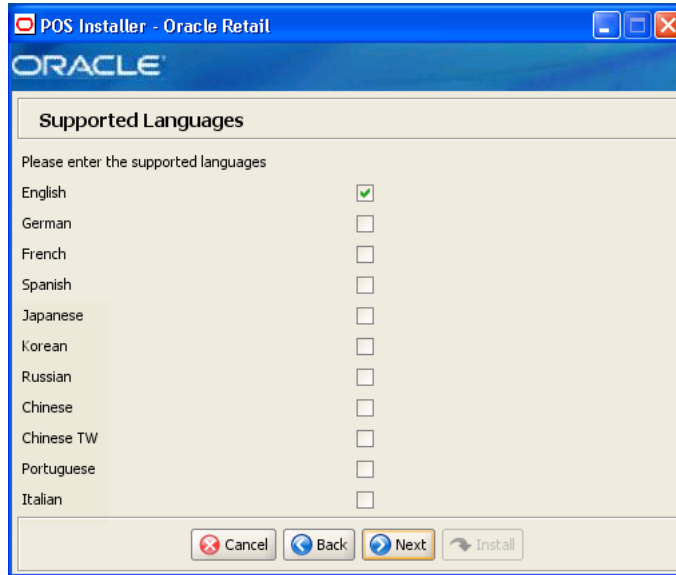 POS Installer - Oracle Retail
ORACLE
Supported Languages
Please enter the supported languages
English
German
French
Spanish
Japanese
Korean
Russian
Chinese
Chinese TW
Portuguese
Italian
Cancel Back Next Install